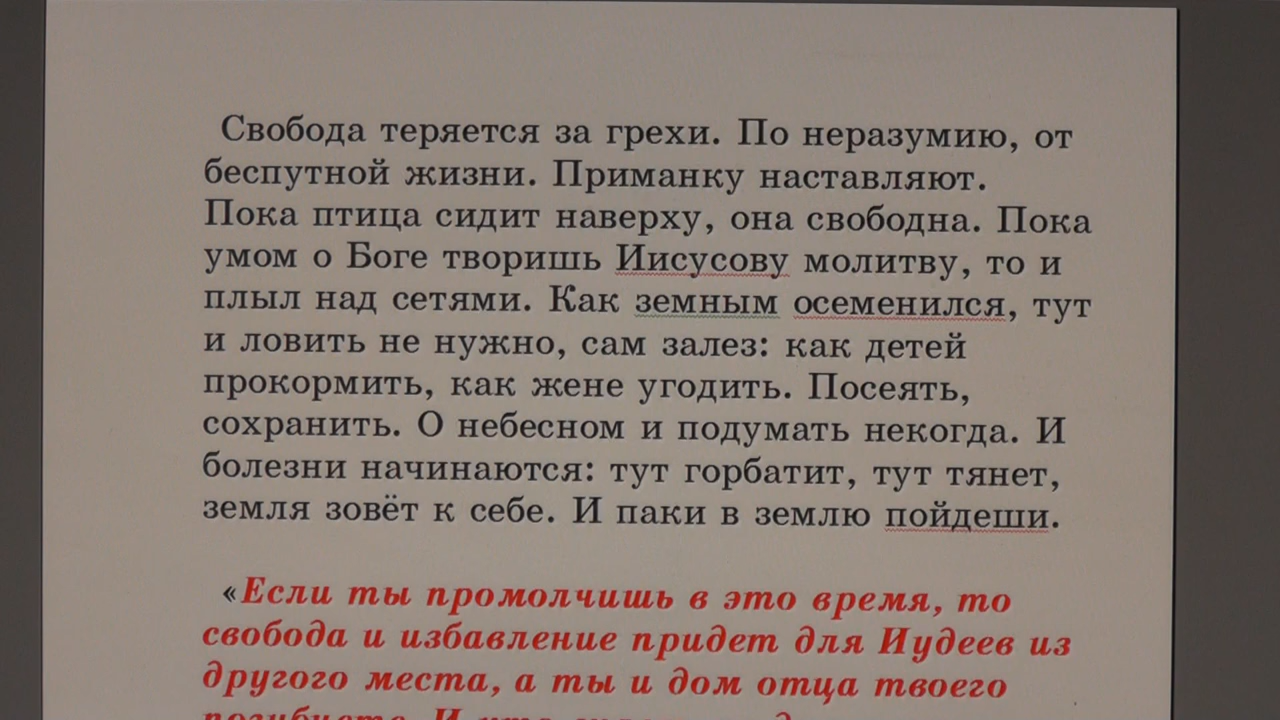 Свобода теряется за грехи. По неразумию, от
беспутной жизни. Приманку наставляют.
Пока птица сидит наверху, она свободна. Пока
умом о Боге творишь Иисусову молитву, то и
плыл над сетями. Как земным осеменился, тут
и ловить не нужно, сам залез: как детей
прокормить, как жене угодить. Посеять,
сохранить. О небесном и подумать некогда. И
болезни начинаются: тут горбатит, тут тянет,
земля зовёт к себе. И паки в землю пойдеши.
«Если ты промолчишь в это время, то
свобода и избавление придет для Иудеев из
другого места, а ты и дом отца твоего